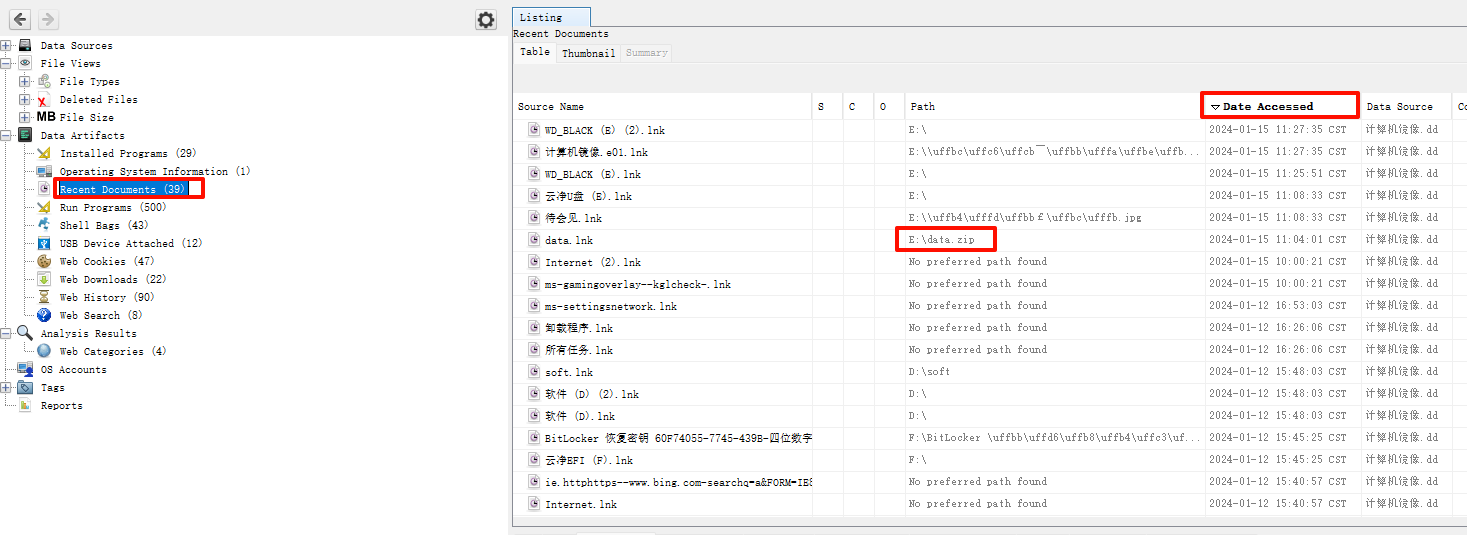 Data Sources
File Views
File Types
Deleted Files
MB File Size
Data Artifacts
Installed Programs (29)
Operating System Information (1)
Recent Documents (39)
Run Programs (500)
Shell Bags (43)
USB Device Attached (12)
Web Cookies (47)
Web Downloads (22)
Web History (90)
Web Search (8)
Analysis Results
Web Categories (4)
OS Accounts
Tags
Reports
Listing
Recent Documents
Table Thumbnail Summary
Source Name S C O Path Date Accessed Data Source Co
WD_BLACK (E) (2).lnk E:\ 2024-01-15 11:27:35 CST 计算机镜像.dd
计算机镜像.e01.lnk E:\\uffbc\uffc6\uffcb¯\uffbb\ufffa\uffbe\uffb... 2024-01-15 11:27:35 CST 计算机镜像.dd
WD_BLACK (E).lnk E:\ 2024-01-15 11:25:51 CST 计算机镜像.dd
云净U盘 (E).lnk E:\ 2024-01-15 11:08:33 CST 计算机镜像.dd
待会见.lnk E:\\uffb4\ufffd\uffbb￡\uffbc\ufffb.jpg 2024-01-15 11:08:33 CST 计算机镜像.dd
data.lnk E:\data.zip 2024-01-15 11:04:01 CST 计算机镜像.dd
Internet (2).lnk No preferred path found 2024-01-15 10:00:21 CST 计算机镜像.dd
ms-gamingoverlay--kglcheck-.lnk No preferred path found 2024-01-15 10:00:21 CST 计算机镜像.dd
ms-settingsnetwork.lnk No preferred path found 2024-01-12 16:53:03 CST 计算机镜像.dd
卸载程序.lnk No preferred path found 2024-01-12 16:26:06 CST 计算机镜像.dd
所有任务.lnk No preferred path found 2024-01-12 16:26:06 CST 计算机镜像.dd
soft.lnk D:\soft 2024-01-12 15:48:03 CST 计算机镜像.dd
软件 (D) (2).lnk D:\ 2024-01-12 15:48:03 CST 计算机镜像.dd
软件 (D).lnk D:\ 2024-01-12 15:48:03 CST 计算机镜像.dd
BitLocker 恢复密钥 60F74055-7745-439B-四位数字 F:\BitLocker \uffbb\uffd6\uffb8\uffb4\uffc3\uf... 2024-01-12 15:45:25 CST 计算机镜像.dd
云净EFI (F).lnk F:\ 2024-01-12 15:45:25 CST 计算机镜像.dd
ie.httphttps--www.bing.com-searchq=a&FORM=IE No preferred path found 2024-01-12 15:40:57 CST 计算机镜像.dd
Internet.lnk No preferred path found 2024-01-12 15:40:57 CST 计算机镜像.dd